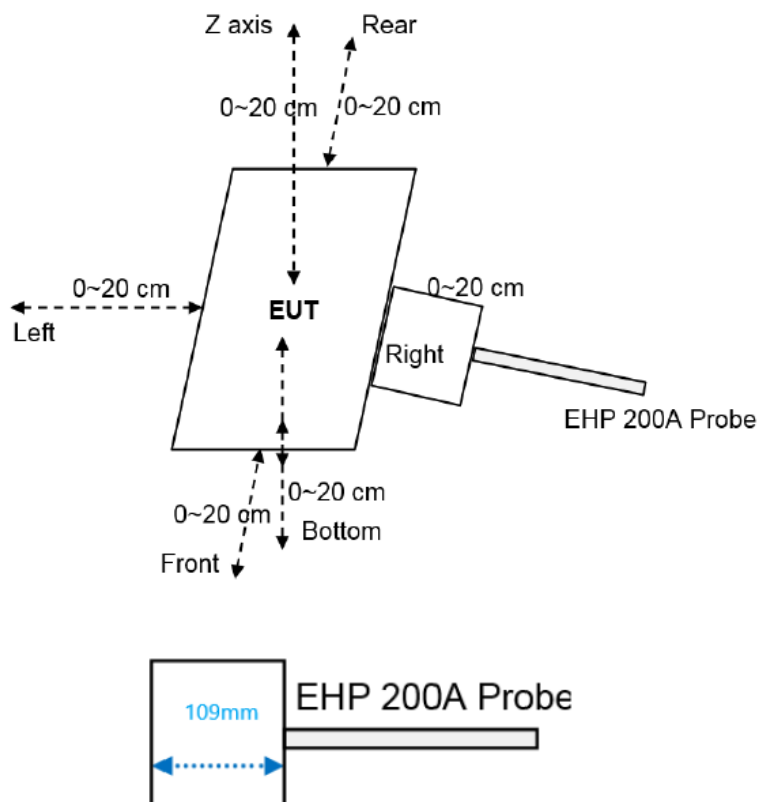 Z axis
Rear
0~20 cm
0~20 cm
0~20 cm
Left
EUT
0~20 cm
Right
EHP 200A Probe
0~20 cm
0~20 cm
Bottom
Front
EHP 200A Probe
109mm